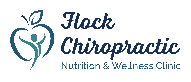 Flock
Chiropractic
Nutrition & Wellness Clinic